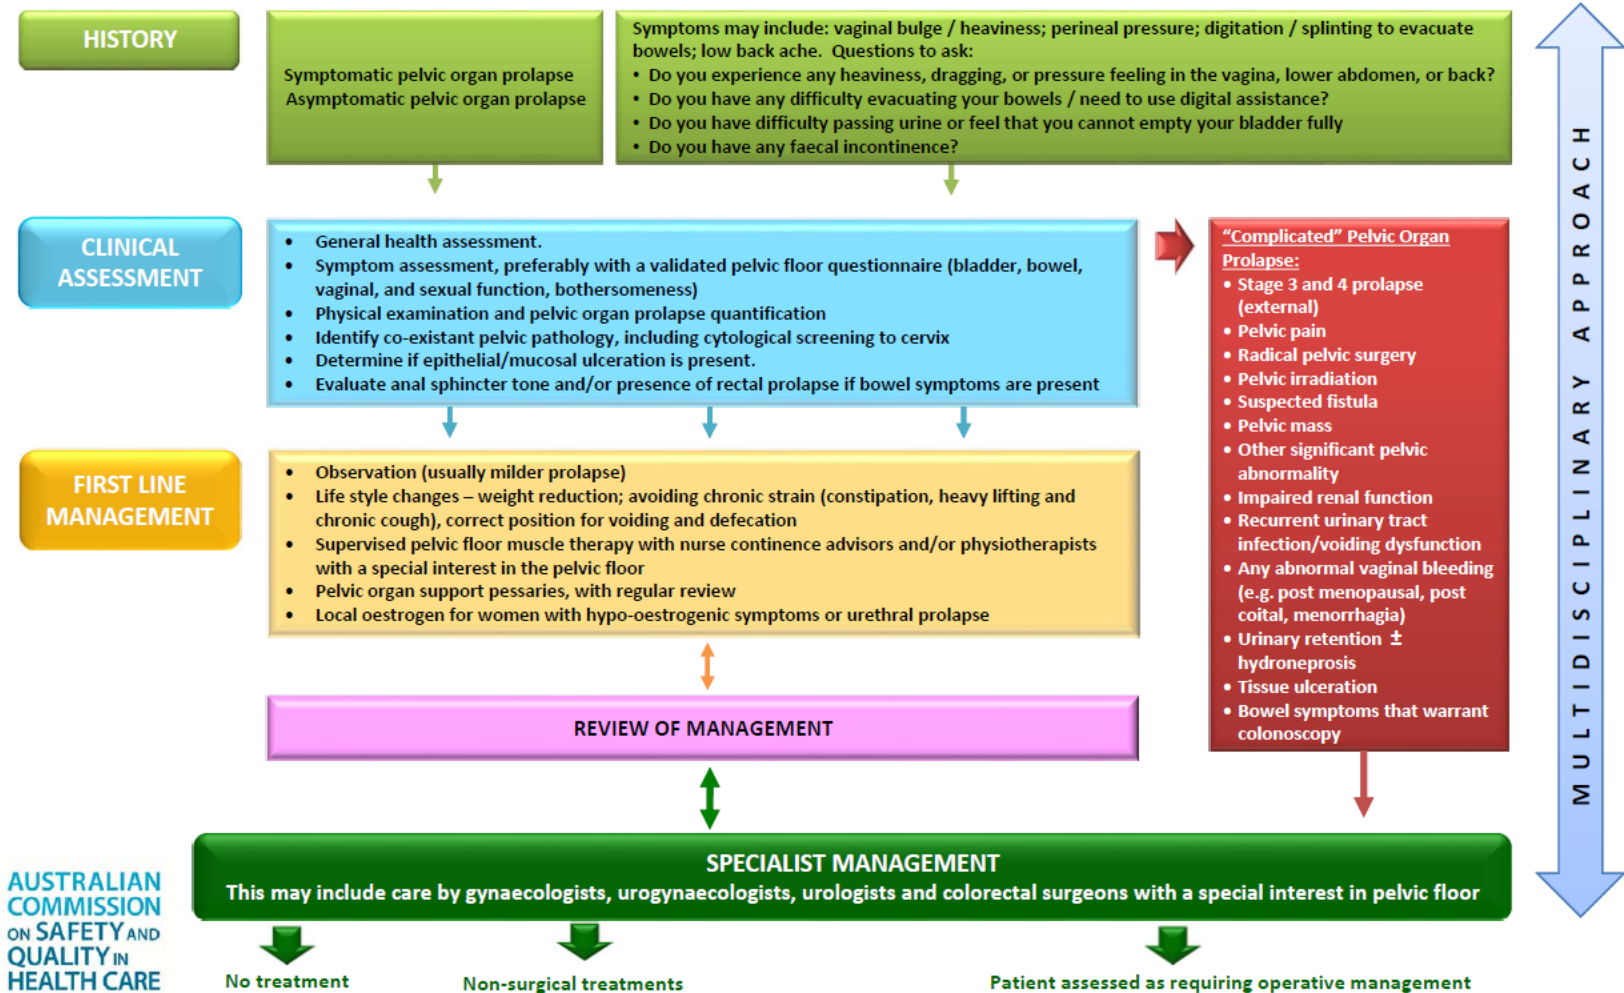 HISTORY
Symptomatic pelvic organ prolapse
Asymptomatic pelvic organ prolapse
Symptoms may include: vaginal bulge / heaviness; perineal pressure; digitation / splinting to evacuate
bowels; low back ache.  Questions to ask:
• Do you experience any heaviness, dragging, or pressure feeling in the vagina, lower abdomen, or back?
• Do you have any difficulty evacuating your bowels / need to use digital assistance?
• Do you have difficulty passing urine or feel that you cannot empty your bladder fully
• Do you have any faecal incontinence?
CLINICAL
ASSESSMENT
• General health assessment.
• Symptom assessment, preferably with a validated pelvic floor questionnaire (bladder, bowel,
vaginal, and sexual function, bothersomeness)
• Physical examination and pelvic organ prolapse quantification
• Identify co-existant pelvic pathology, including cytological screening to cervix
• Determine if epithelial/mucosal ulceration is present.
• Evaluate anal sphincter tone and/or presence of rectal prolapse if bowel symptoms are present
"Complicated" Pelvic Organ
Prolapse:
• Stage 3 and 4 prolapse
(external)
• Pelvic pain
• Radical pelvic surgery
• Pelvic irradiation
• Suspected fistula
• Pelvic mass
• Other significant pelvic
abnormality
• Impaired renal function
• Recurrent urinary tract
infection/voiding dysfunction
• Any abnormal vaginal bleeding
(e.g. post menopausal, post
coital, menorrhagia)
• Urinary retention ±
hydroneprosis
• Tissue ulceration
• Bowel symptoms that warrant
colonoscopy
FIRST LINE
MANAGEMENT
• Observation (usually milder prolapse)
• Life style changes – weight reduction; avoiding chronic strain (constipation, heavy lifting and
chronic cough), correct position for voiding and defecation
• Supervised pelvic floor muscle therapy with nurse continence advisors and/or physiotherapists
with a special interest in the pelvic floor
• Pelvic organ support pessaries, with regular review
• Local oestrogen for women with hypo-oestrogenic symptoms or urethral prolapse
REVIEW OF MANAGEMENT
MULTIDISCIPLINARY APPROACH
SPECIALIST MANAGEMENT
This may include care by gynaecologists, urogynaecologists, urologists and colorectal surgeons with a special interest in pelvic floor
AUSTRALIAN
COMMISSION
ON SAFETY AND
QUALITY IN
HEALTH CARE
No treatment
Non-surgical treatments
Patient assessed as requiring operative management